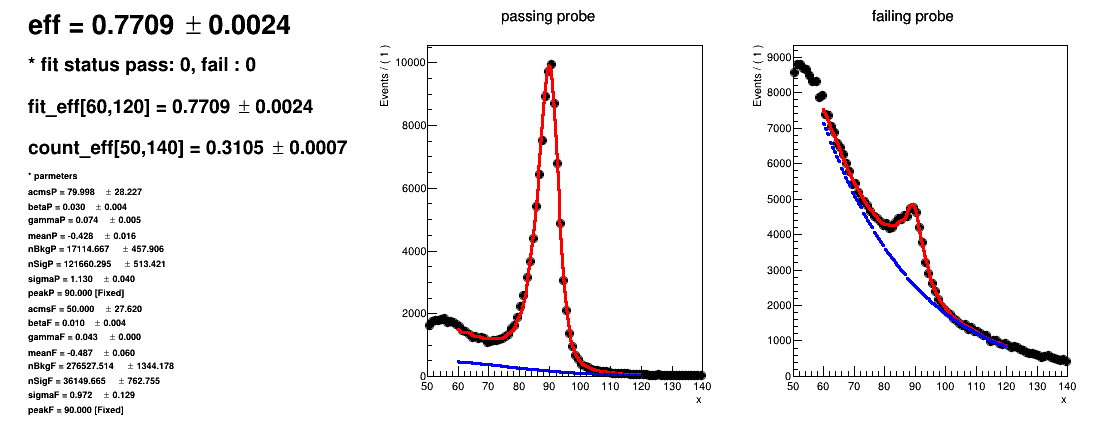 eff = 0.7709 ± 0.0024
* fit status pass: 0, fail : 0
fit_eff[60,120] = 0.7709 ± 0.0024
count_eff[50,140] = 0.3105 ± 0.0007
* parmeters
acmsP = 79.998 ± 28.227
betaP = 0.030 ± 0.004
gammaP = 0.074 ± 0.005
meanP = -0.428 ± 0.016
nBkgP = 17114.667 ± 457.906
nSigP = 121660.295 ± 513.421
sigmaP = 1.130 ± 0.040
peakP = 90.000 [Fixed]
acmsF = 50.000 ± 27.620
betaF = 0.010 ± 0.004
gammaF = 0.043 ± 0.000
meanF = -0.487 ± 0.060
nBkgF = 276527.514 ± 1344.178
nSigF = 36149.665 ± 762.755
sigmaF = 0.972 ± 0.129
peakF = 90.000 [Fixed]
passing probe
Events / ( 1 )
10000
8000
6000
4000
2000
0
50 60 70 80 90 100 110 120 130 140
x
failing probe
Events / ( 1 )
9000
8000
7000
6000
5000
4000
3000
2000
1000
0
50 60 70 80 90 100 110 120 130 140
x